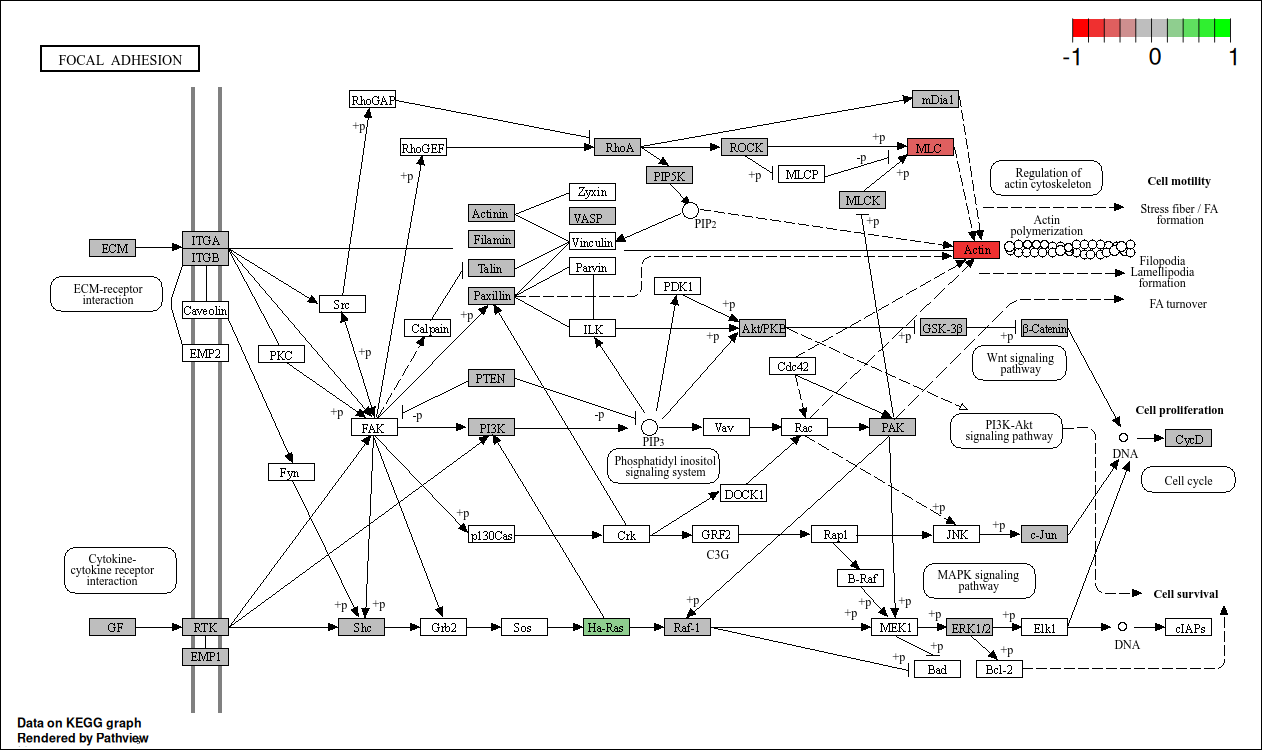 FOCAL ADHESION
-1 0 1
RhoGAP
mDia1
+p
RhoGEF
RhoA
ROCK
+p
MLC
-p
+p
MLCP
+p
PIP5K
MLCK
+p
+p
Regulation of
actin cytoskeleton
Cell motility
Stress fiber / FA
formation
Zyxin
Actinin
VASP
PIP2
Filamin
Vinculin
Actin
polymerization
Actin
ECM
ITGA
ITGB
Talin
Parvin
Filopodia
Lamellipodia
formation
ECM-receptor
interaction
Paxillin
PDK1
FA turnover
Caveolin
Src
+p
Calpain
ILK
+p
+p
Akt/PKB
+p
GSK-3β
+p
β-Catenin
EMP2
PKC
+p
Cdc42
Wnt signaling
pathway
PTEN
-p
-p
+p
FAK
PI3K
PIP3
Vav
Rac
PAK
PI3K-Akt
signaling pathway
Cell proliferation
DNA
CycD
Phosphatidyl inositol
signaling system
Fyn
Cell cycle
DOCK1
+p
p130Cas
Crk
GRF2
C3G
Rap1
+p
JNK
+p
c-Jun
Cytokine-
cytokine receptor
interaction
B-Raf
+p
MAPK signaling
pathway
Cell survival
GF
RTK
+p
+p
Shc
Grb2
Sos
Ha-Ras
+p
Raf-1
+p
+p
MEK1
+p
ERK1/2
+p
Elk1
DNA
cIAPs
EMP1
+p
+p
Bad
+p
Bcl-2
Data on KEGG graph
Rendered by Pathview